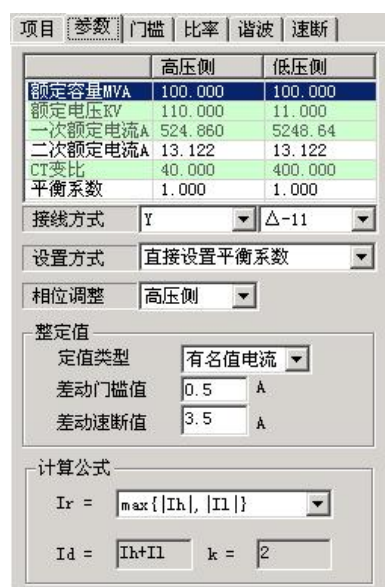 项目 参数 门槛 比率 谐波 速断
高压侧 低压侧
额定容量MVA 100.000 100.000
额定电压KV 110.000 11.000
一次额定电流A 524.860 5248.64
二次额定电流A 13.122 13.122
CT变比 40.000 400.000
平衡系数 1.000 1.000
接线方式 Y △-11
设置方式 直接设置平衡系数
相位调整 高压侧
整定值
定值类型 有名值电流
差动门槛值 0.5 A
差动速断值 3.5 A
计算公式
Ir = max{|Ih|, |Il|}
Id = Ih+Il k = 2